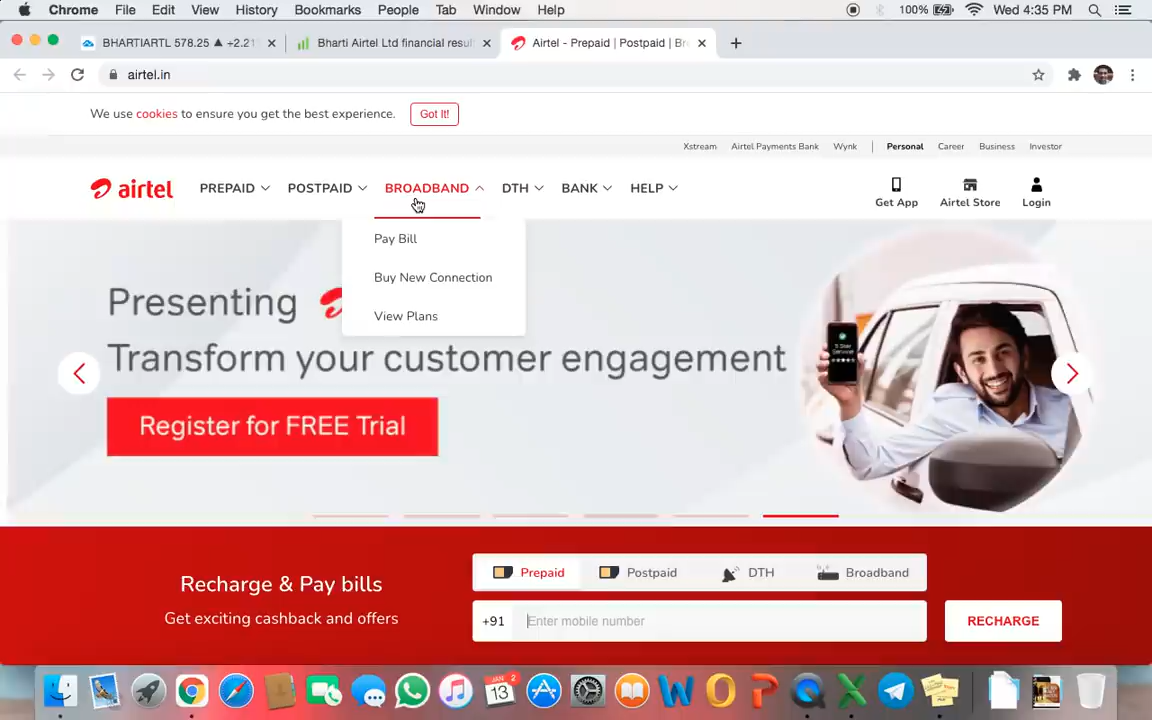 Chrome File Edit View History Bookmarks People Tab Window Help 100% Wed 4:35 PM
BHARTIARTL 578.25 ▲ +2.21
Bharti Airtel Ltd financial resul
Airtel - Prepaid | Postpaid | Br
airtel.in
We use cookies to ensure you get the best experience. Got It!
Xstream Airtel Payments Bank Wynk | Personal Career Business Investor
airtel PREPAID POSTPAID BROADBAND DTH BANK HELP
Get App Airtel Store Login
Pay Bill
Buy New Connection
View Plans
Presenting
Transform your customer engagement
Register for FREE Trial
Recharge & Pay bills
Get exciting cashback and offers
Prepaid Postpaid DTH Broadband
+91 Enter mobile number RECHARGE
JAN 2
13